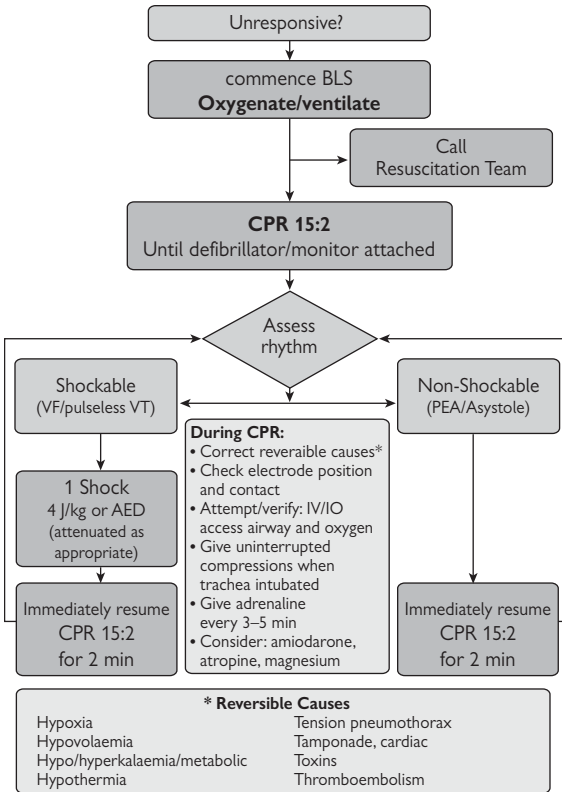 Unresponsive?
commence BLS
Oxygenate/ventilate
Call
Resuscitation Team
CPR 15:2
Until defibrillator/monitor attached
Assess
rhythm
Shockable
(VF/pulseless VT)
Non-Shockable
(PEA/Asystole)
1 Shock
4 J/kg or AED
(attenuated as
appropriate)
Immediately resume
CPR 15:2
for 2 min
During CPR:
• Correct reveraible causes*
• Check electrode position
and contact
• Attempt/verify: IV/IO
access airway and oxygen
• Give uninterrupted
compressions when
trachea intubated
• Give adrenaline
every 3–5 min
• Consider: amiodarone,
atropine, magnesium
Immediately resume
CPR 15:2
for 2 min
* Reversible Causes
Hypoxia
Hypovolaemia
Hypo/hyperkalaemia/metabolic
Hypothermia
Tension pneumothorax
Tamponade, cardiac
Toxins
Thromboembolism